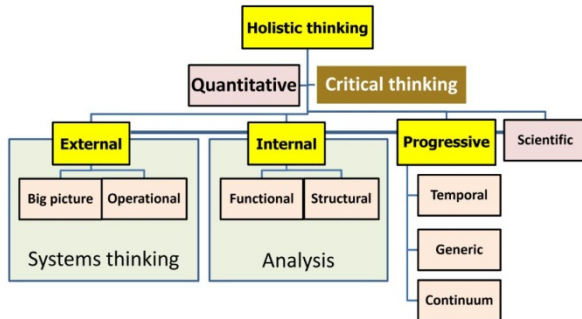 Holistic thinking
Quantitative
Critical thinking
External
Internal
Progressive
Scientific
Big picture
Operational
Functional
Structural
Temporal
Systems thinking
Analysis
Generic
Continuum